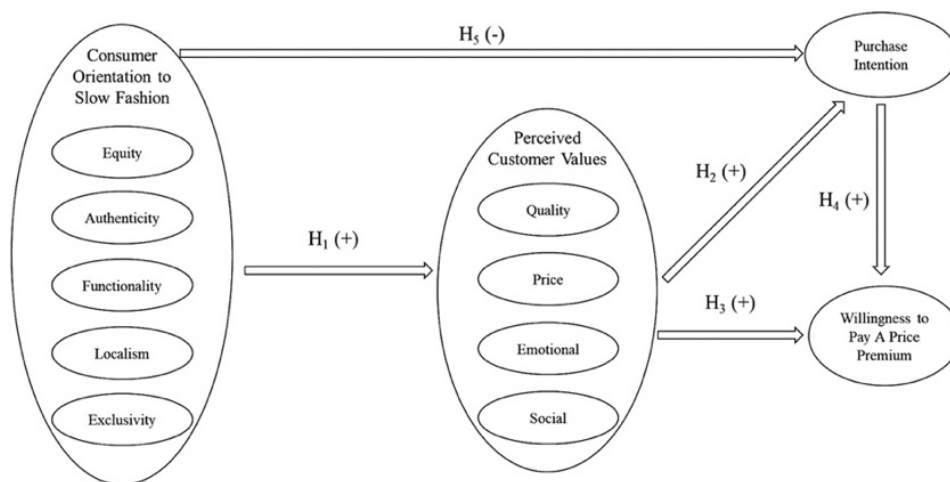 Consumer
Orientation to
Slow Fashion
Equity
Authenticity
Functionality
Localism
Exclusivity
H₅ (-)
H₁ (+)
Perceived
Customer Values
Quality
Price
Emotional
Social
H₂ (+)
H₃ (+)
Purchase
Intention
H₄ (+)
Willingness to
Pay A Price
Premium